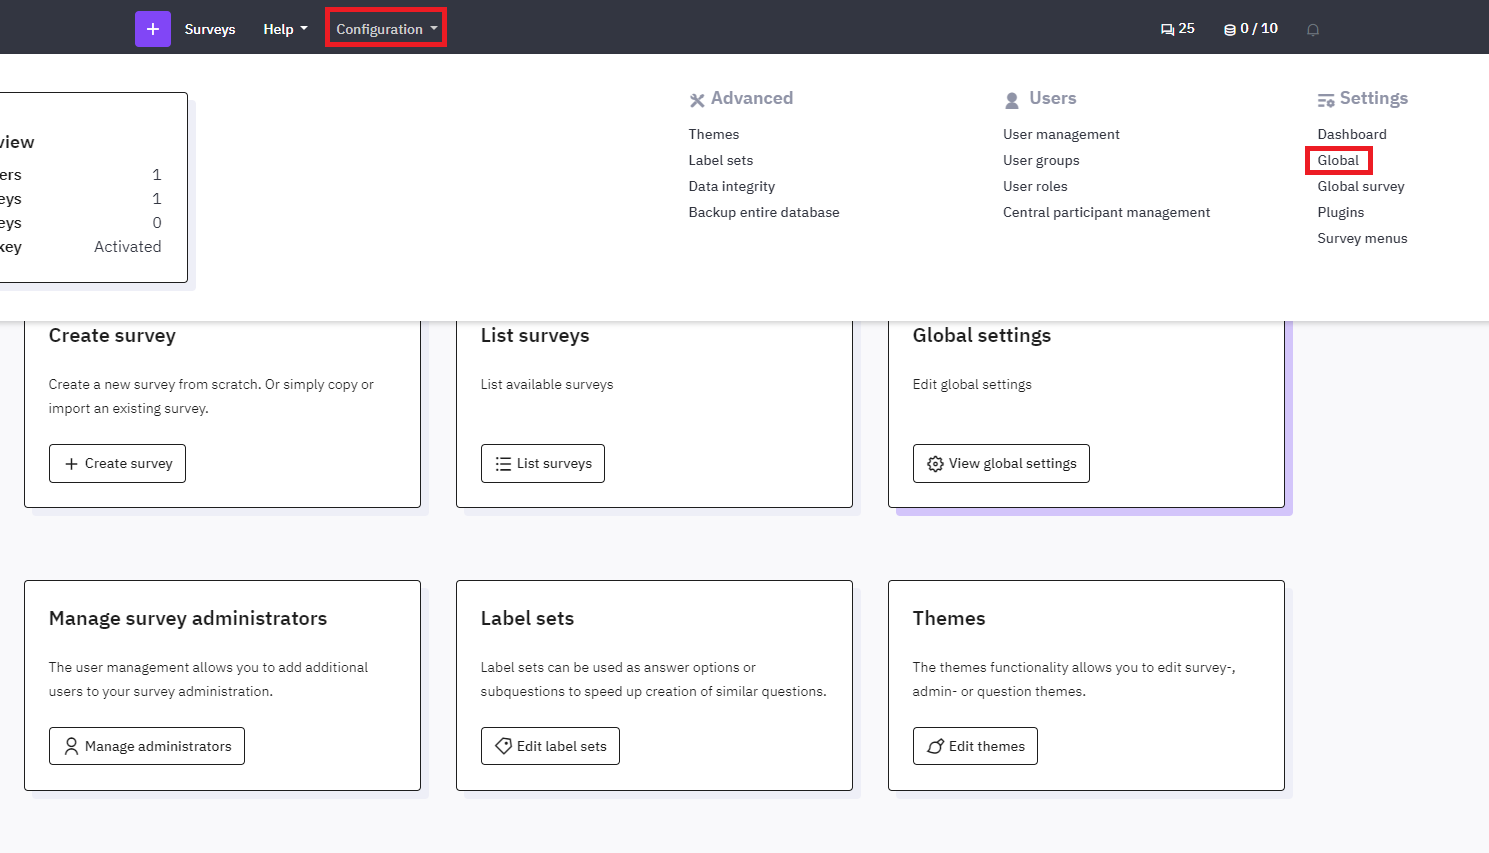 + Surveys Help Configuration 25 0 / 10
view
ers 1
eys 1
eys 0
key Activated
Advanced
Themes
Label sets
Data integrity
Backup entire database
Users
User management
User groups
User roles
Central participant management
Settings
Dashboard
Global
Global survey
Plugins
Survey menus
Create survey
Create a new survey from scratch. Or simply copy or
import an existing survey.
+ Create survey
List surveys
List available surveys
List surveys
Global settings
Edit global settings
View global settings
Manage survey administrators
The user management allows you to add additional
users to your survey administration.
Manage administrators
Label sets
Label sets can be used as answer options or
subquestions to speed up creation of similar questions.
Edit label sets
Themes
The themes functionality allows you to edit survey-,
admin- or question themes.
Edit themes